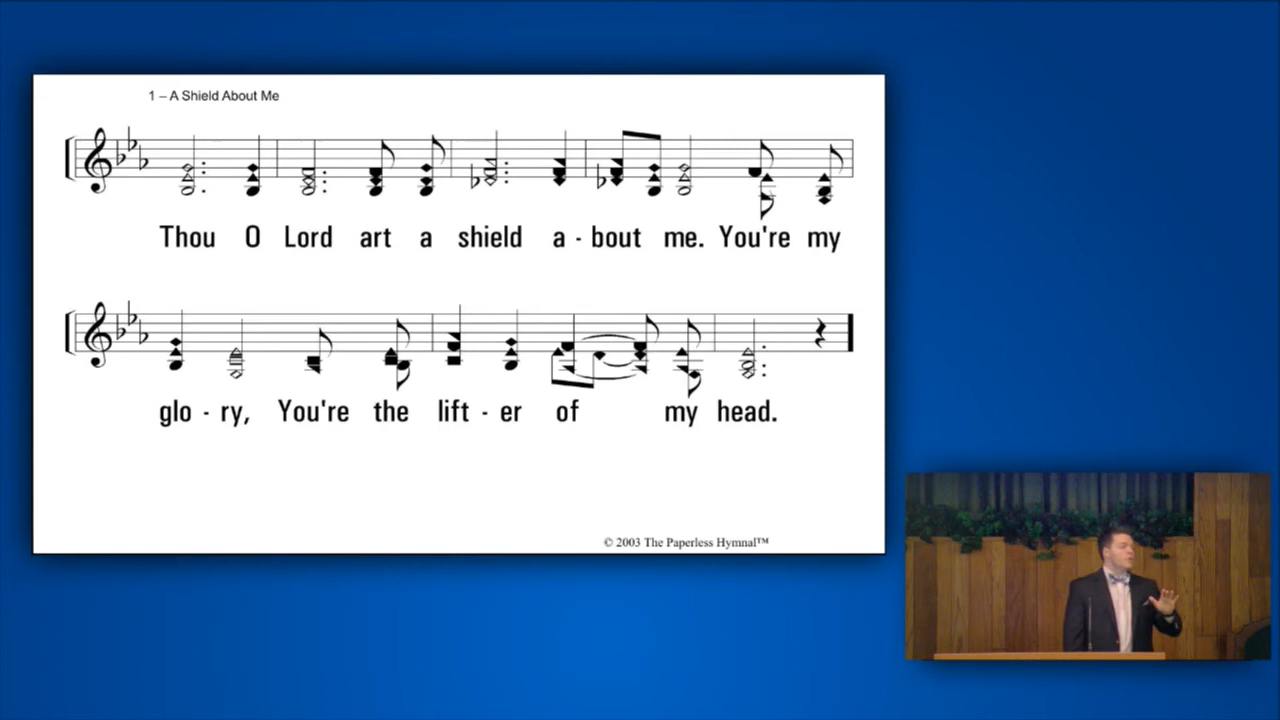 1 – A Shield About Me
Thou O Lord art a shield a - bout me. You're my
glo - ry, You're the lift - er of my head.
© 2003 The Paperless Hymnal™